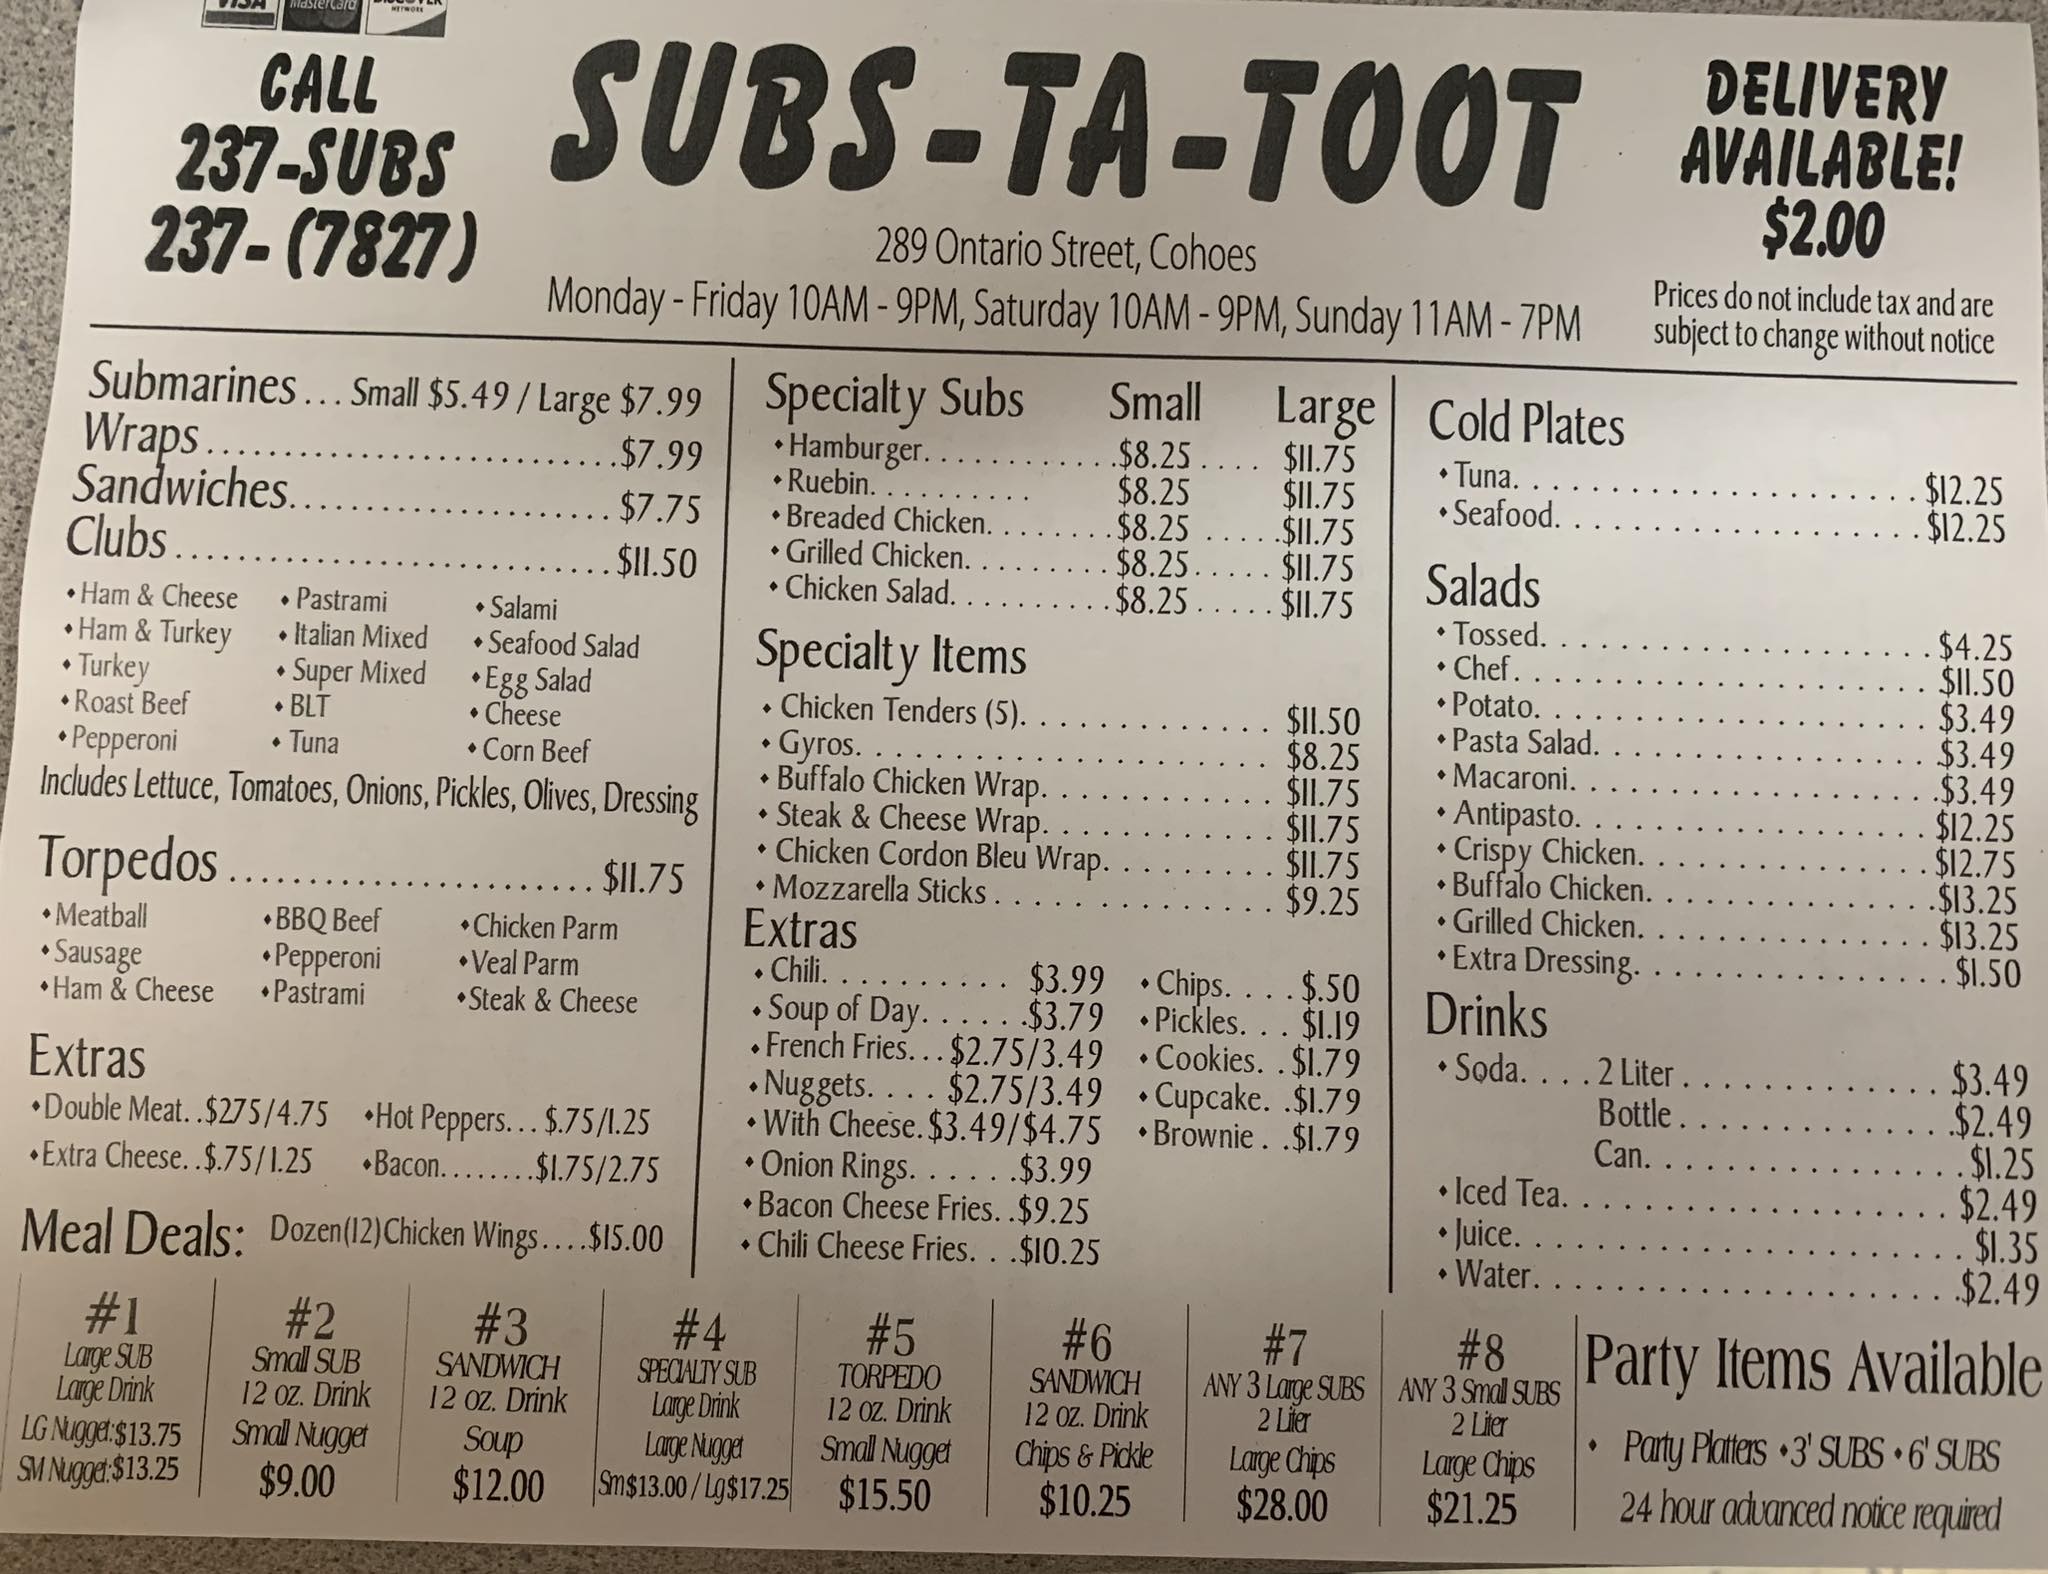 VISA MasterCard DISCOVER NETWORK
CALL
237-SUBS
237-(7827)
SUBS-TA-TOOT
289 Ontario Street, Cohoes
Monday - Friday 10AM - 9PM, Saturday 10AM - 9PM, Sunday 11AM - 7PM
DELIVERY
AVAILABLE!
$2.00
Prices do not include tax and are
subject to change without notice
Submarines ... Small $5.49 / Large $7.99
Wraps $7.99
Sandwiches $7.75
Clubs $11.50
•Ham & Cheese •Pastrami •Salami
•Ham & Turkey •Italian Mixed •Seafood Salad
•Turkey •Super Mixed •Egg Salad
•Roast Beef •BLT •Cheese
•Pepperoni •Tuna •Corn Beef
Includes Lettuce, Tomatoes, Onions, Pickles, Olives, Dressing
Torpedos $11.75
•Meatball •BBQ Beef •Chicken Parm
•Sausage •Pepperoni •Veal Parm
•Ham & Cheese •Pastrami •Steak & Cheese
Extras
•Double Meat..$275/4.75 •Hot Peppers...$.75/1.25
•Extra Cheese..$.75/1.25 •Bacon........$1.75/2.75
Meal Deals: Dozen(12)Chicken Wings....$15.00
Specialty Subs Small Large
•Hamburger $8.25 $11.75
•Ruebin $8.25 $11.75
•Breaded Chicken $8.25 $11.75
•Grilled Chicken $8.25 $11.75
•Chicken Salad $8.25 $11.75
Specialty Items
•Chicken Tenders (5) $11.50
•Gyros $8.25
•Buffalo Chicken Wrap $11.75
•Steak & Cheese Wrap $11.75
•Chicken Cordon Bleu Wrap $11.75
•Mozzarella Sticks $9.25
Extras
•Chili $3.99 •Chips $.50
•Soup of Day $3.79 •Pickles $1.19
•French Fries...$2.75/3.49 •Cookies..$1.79
•Nuggets....$2.75/3.49 •Cupcake..$1.79
•With Cheese.$3.49/$4.75 •Brownie..$1.79
•Onion Rings $3.99
•Bacon Cheese Fries..$9.25
•Chili Cheese Fries...$10.25
Cold Plates
•Tuna $12.25
•Seafood $12.25
Salads
•Tossed $4.25
•Chef $11.50
•Potato $3.49
•Pasta Salad $3.49
•Macaroni $3.49
•Antipasto $12.25
•Crispy Chicken $12.75
•Buffalo Chicken $13.25
•Grilled Chicken $13.25
•Extra Dressing $1.50
Drinks
•Soda....2 Liter $3.49
Bottle $2.49
Can $1.25
•Iced Tea $2.49
•Juice $1.35
•Water $2.49
#1
Large SUB
Large Drink
LG Nugget:$13.75
SM Nugget:$13.25
#2
Small SUB
12 oz. Drink
Small Nugget
$9.00
#3
SANDWICH
12 oz. Drink
Soup
$12.00
#4
SPECIALTY SUB
Large Drink
Large Nugget
Sm$13.00 / Lg$17.25
#5
TORPEDO
12 oz. Drink
Small Nugget
$15.50
#6
SANDWICH
12 oz. Drink
Chips & Pickle
$10.25
#7
ANY 3 Large SUBS
2 Liter
Large Chips
$28.00
#8
ANY 3 Small SUBS
2 Liter
Large Chips
$21.25
Party Items Available
• Party Platters •3' SUBS •6' SUBS
24 hour advanced notice required